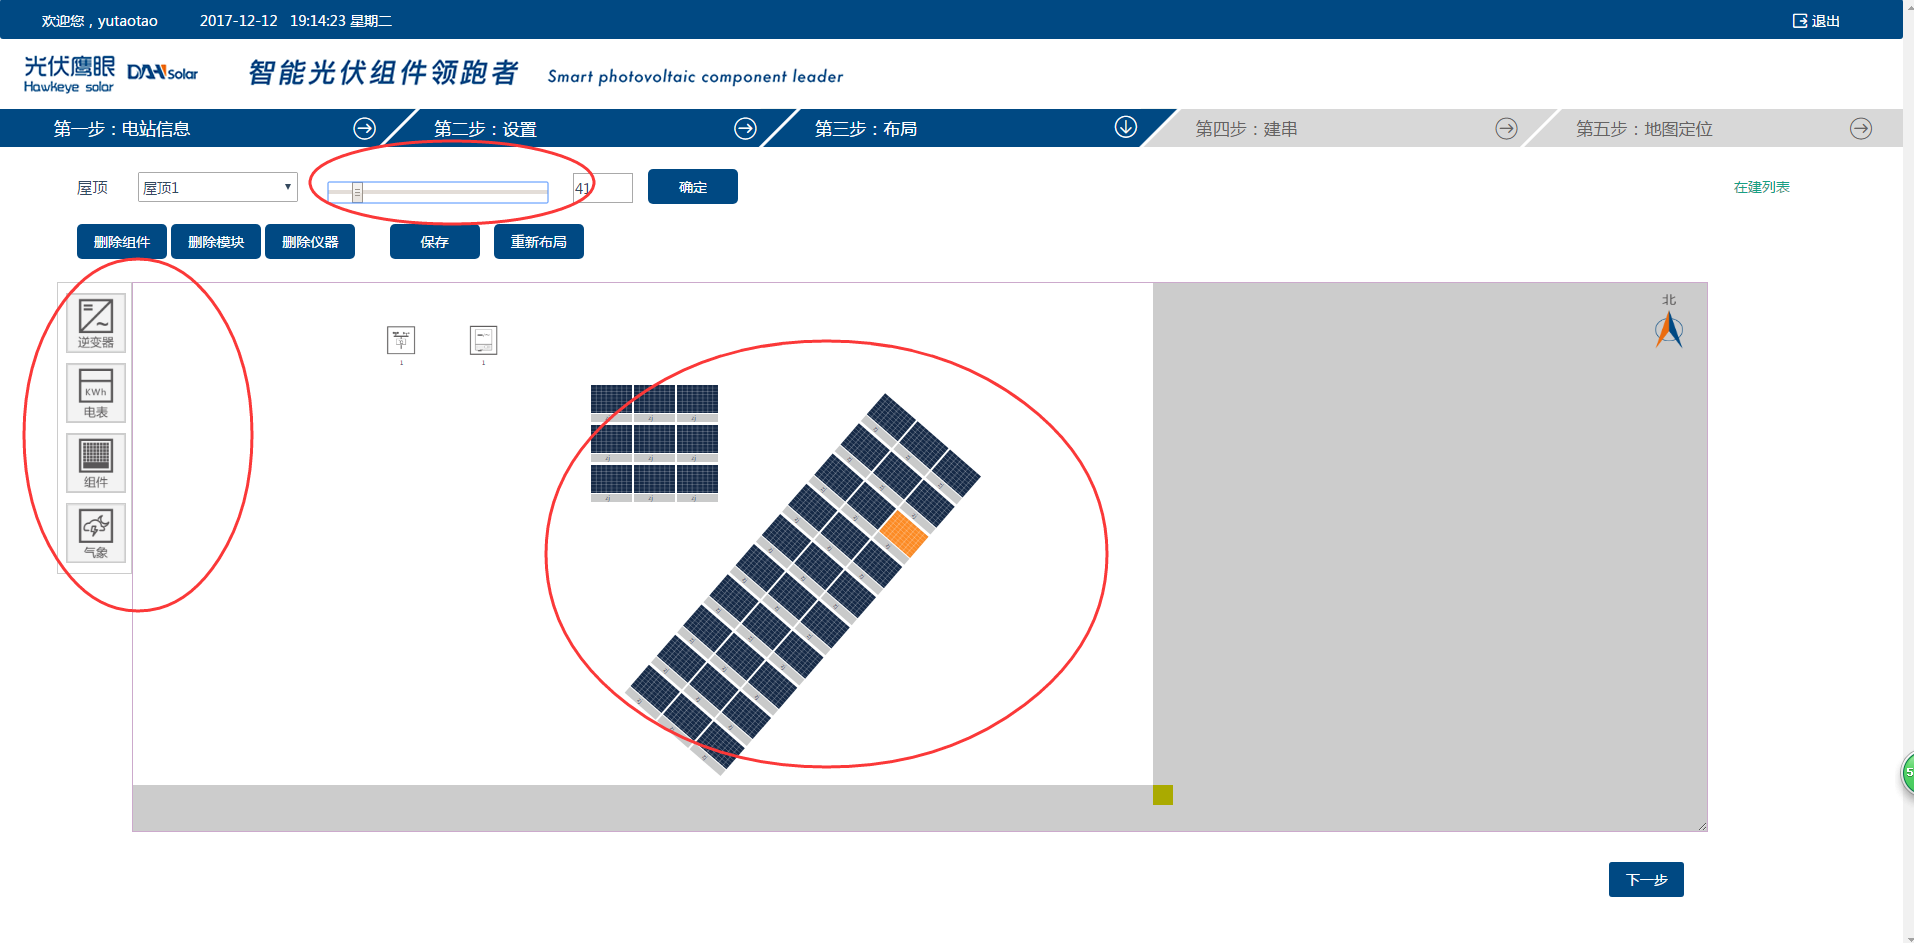 欢迎您，yutaotao 2017-12-12 19:14:23 星期二 退出
光伏鹰眼
Hawkeye solar
DAH Solar
智能光伏组件领跑者 Smart photovoltaic component leader
第一步：电站信息 第二步：设置 第三步：布局 第四步：建串 第五步：地图定位
屋顶 屋顶1 41 确定 在建列表
删除组件 删除模块 删除仪器 保存 重新布局
北
逆变器
KWh
电表
组件
气象
1 1
5
下一步